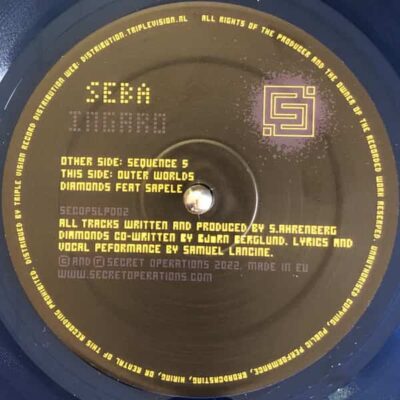 SEBA
INGARO
OTHER SIDE: SEQUENCE 5
THIS SIDE: OUTER WORLDS
DIAMONDS FEAT SAPELE
SECOPSLP002
ALL TRACKS WRITTEN AND PRODUCED BY S.AHRENBERG
DIAMONDS CO-WRITTEN BY BJØRN BERGLUND. LYRICS AND
VOCAL PEFORMANCE BY SAMUEL LANCINE.
© AND ℗ SECRET OPERATIONS 2022. MADE IN EU
WWW.SECRETOPERATIONS.COM
ALL RIGHTS OF THE PRODUCER AND THE OWNER OF THE RECORDED WORK RESERVED. UNAUTHORISED COPYING, PUBLIC PERFORMANCE, BROADCASTING, HIRING, OR RENTAL OF THIS RECORDING PROHIBITED. DISTRIBUTED BY TRIPLE VISION RECORD DISTRIBUTION WEB: DISTRIBUTION.TRIPLEVISION.NL